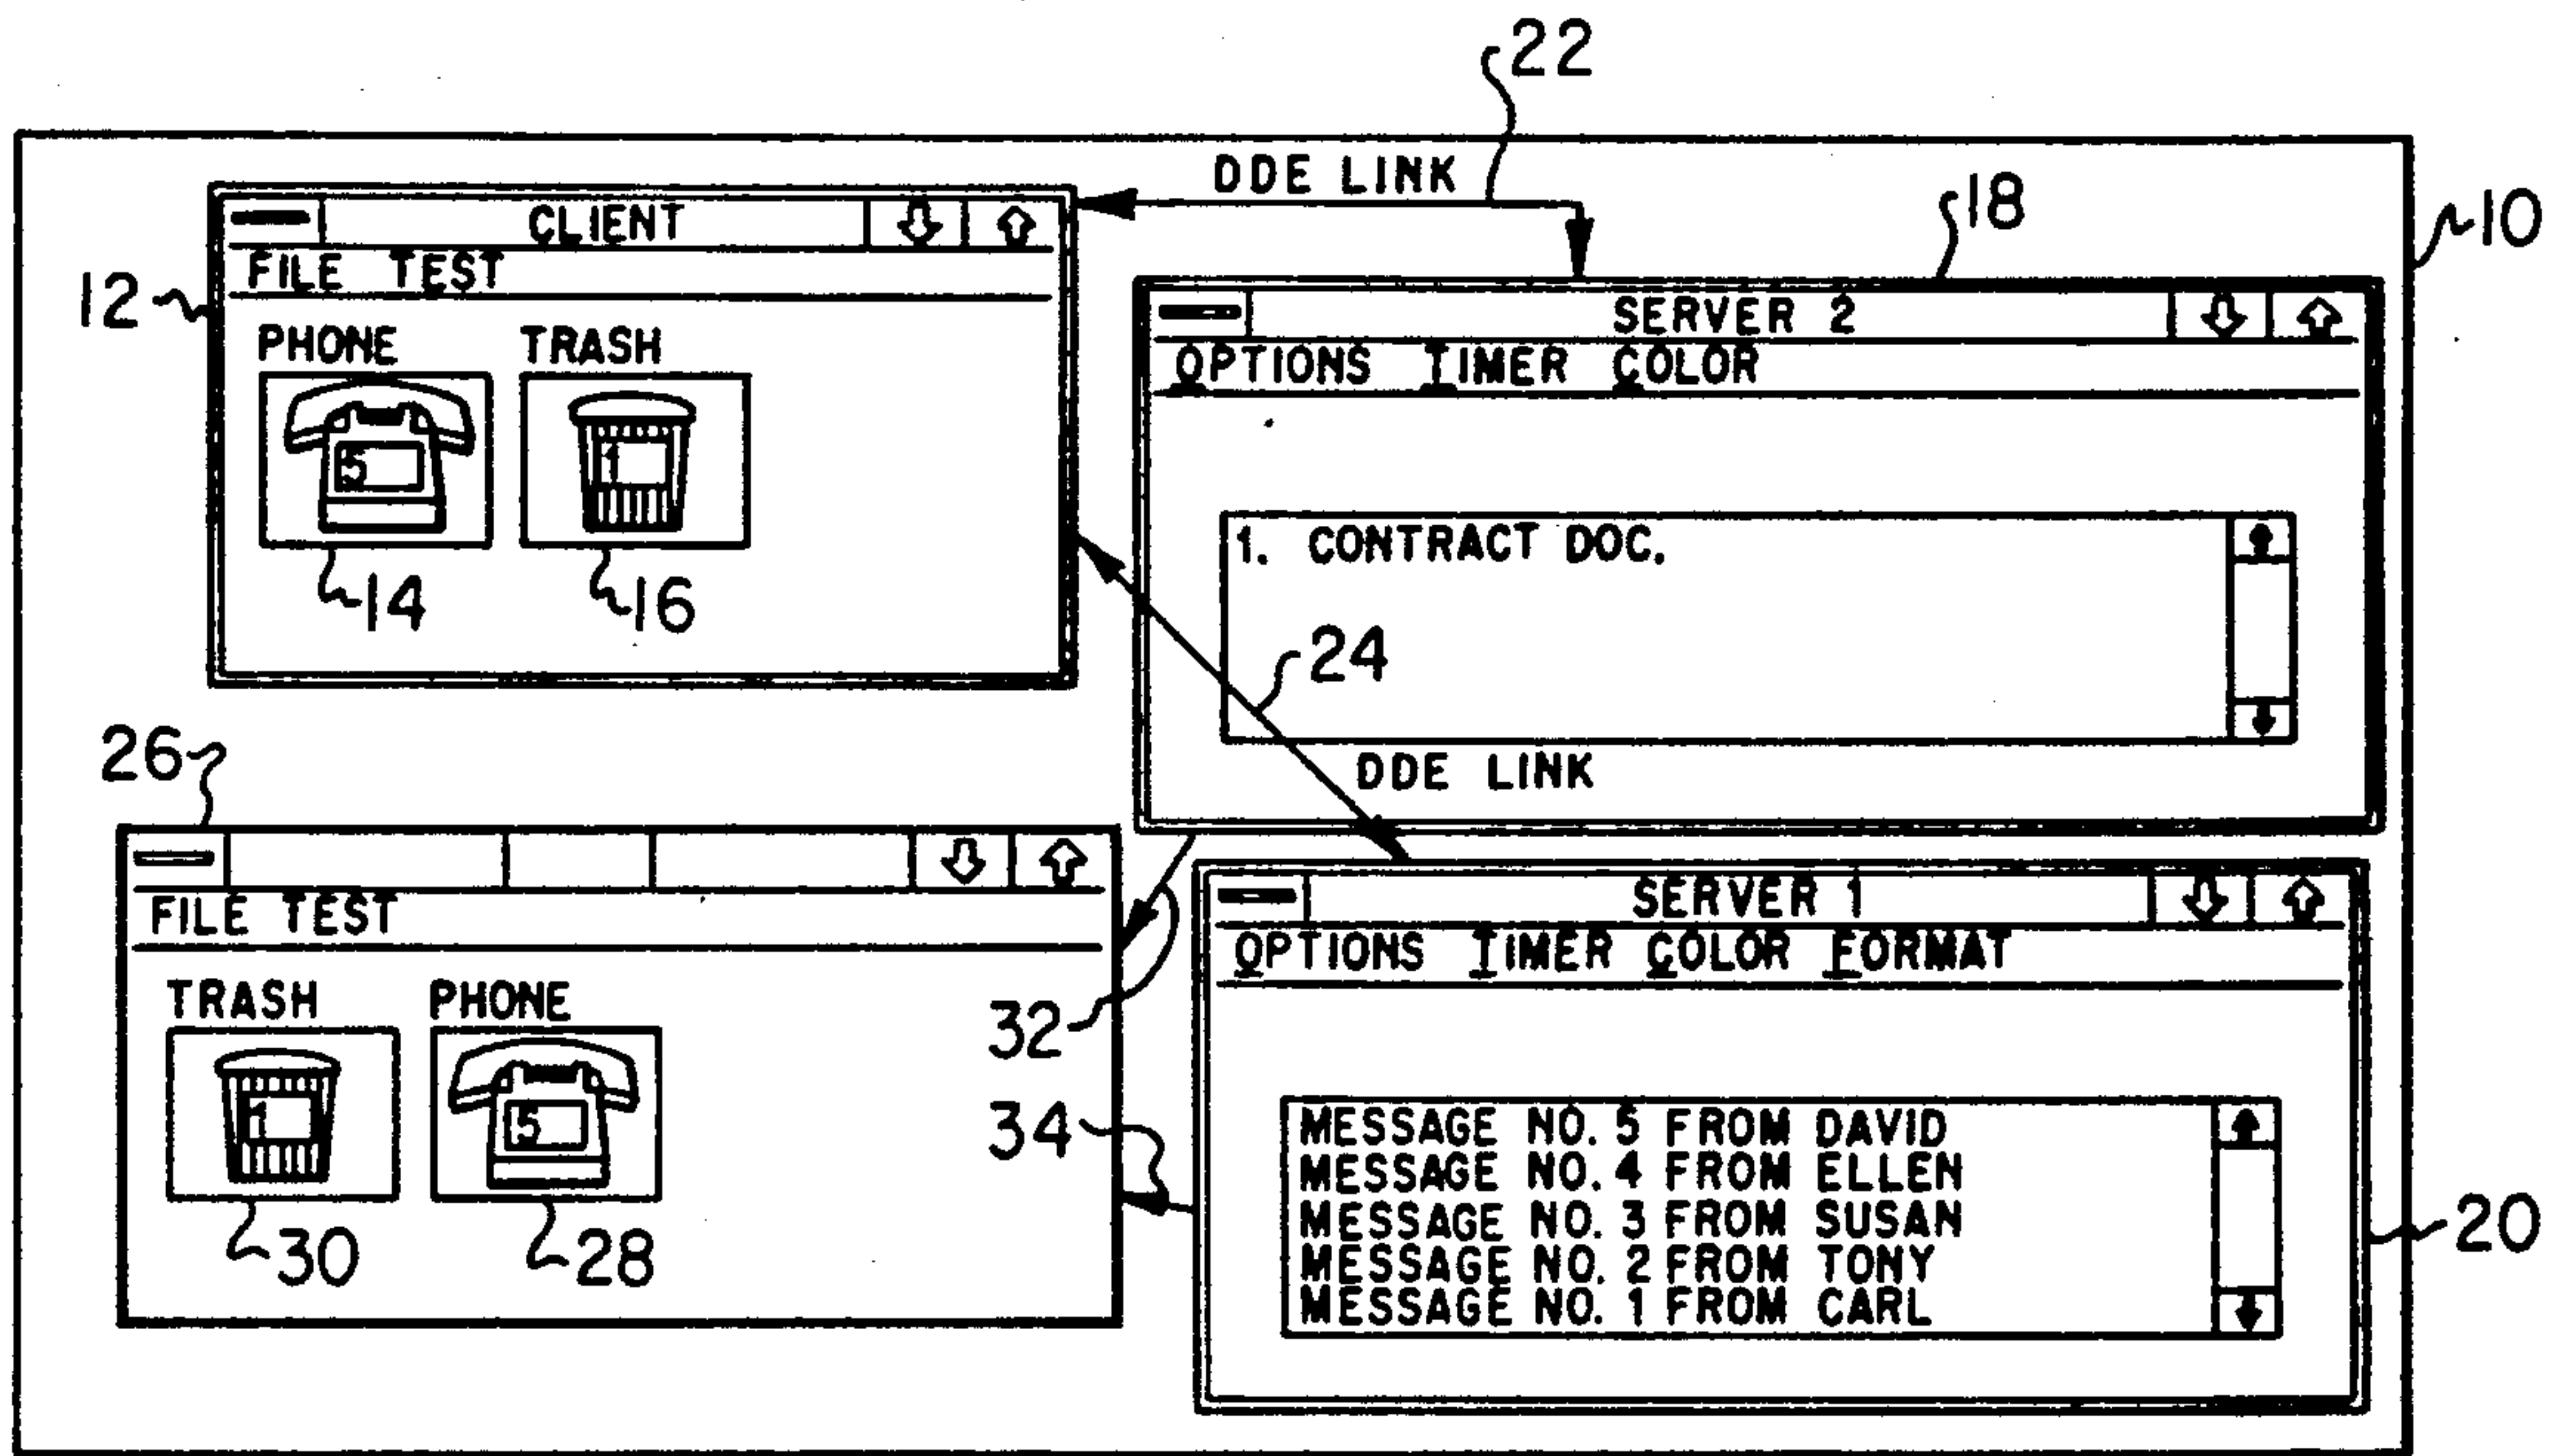 22
DDE LINK
18
10
CLIENT
FILE TEST
12
PHONE TRASH
5 1
14 16
SERVER 2
OPTIONS TIMER COLOR
1. CONTRACT DOC.
24
DDE LINK
26
FILE TEST
TRASH PHONE
1 5
30 28
32
34
SERVER 1
OPTIONS TIMER COLOR FORMAT
MESSAGE NO. 5 FROM DAVID
MESSAGE NO. 4 FROM ELLEN
MESSAGE NO. 3 FROM SUSAN
MESSAGE NO. 2 FROM TONY
MESSAGE NO. 1 FROM CARL
20